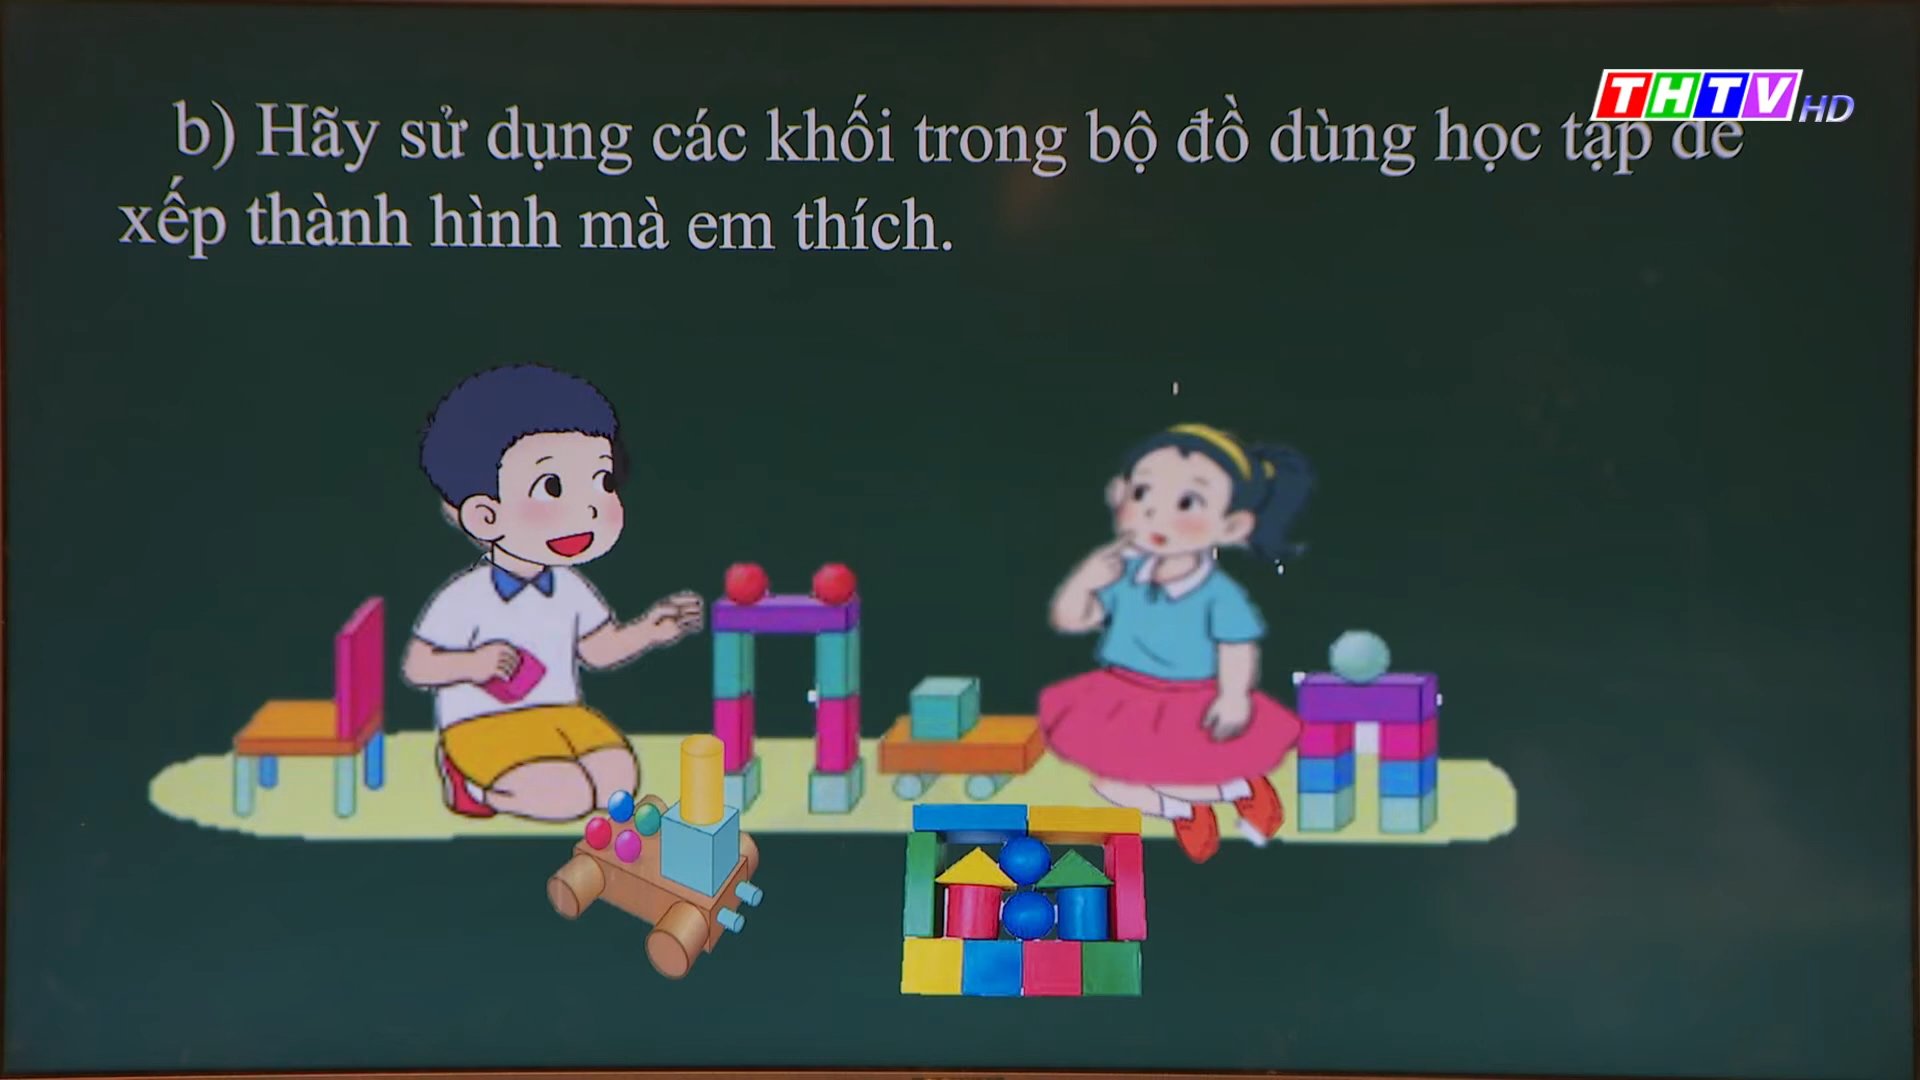 THTV HD
b) Hãy sử dụng các khối trong bộ đồ dùng học tập để
xếp thành hình mà em thích.